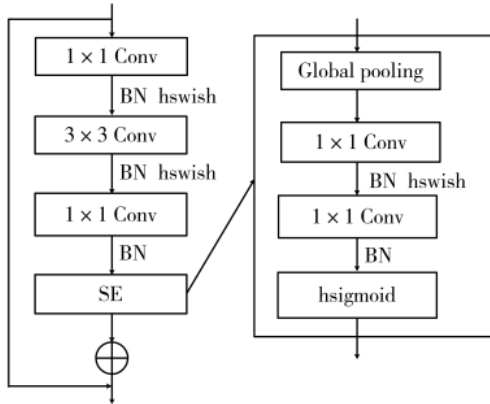 1 × 1 Conv
BN hswish
3 × 3 Conv
BN hswish
1 × 1 Conv
BN
SE
Global pooling
1 × 1 Conv
BN hswish
1 × 1 Conv
BN
hsigmoid